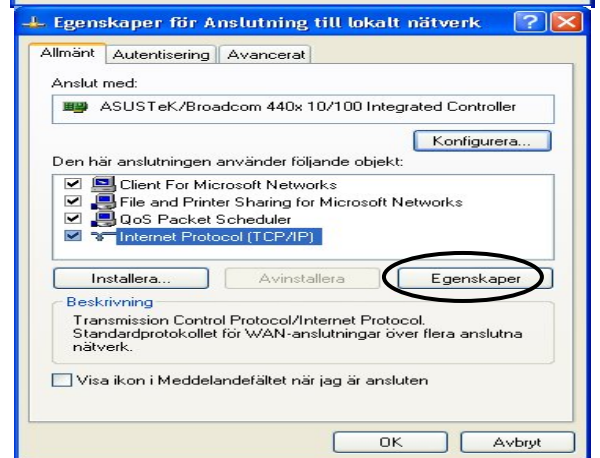 Egenskaper för Anslutning till lokalt nätverk
Allmänt Autentisering Avancerat
Anslut med:
ASUSTeK/Broadcom 440x 10/100 Integrated Controller
Konfigurera...
Den här anslutningen använder följande objekt:
Client For Microsoft Networks
File and Printer Sharing for Microsoft Networks
QoS Packet Scheduler
Internet Protocol (TCP/IP)
Installera... Avinstallera Egenskaper
Beskrivning
Transmission Control Protocol/Internet Protocol.
Standardprotokollet för WAN-anslutningar över flera anslutna
nätverk.
Visa ikon i Meddelandefältet när jag är ansluten
OK Avbryt